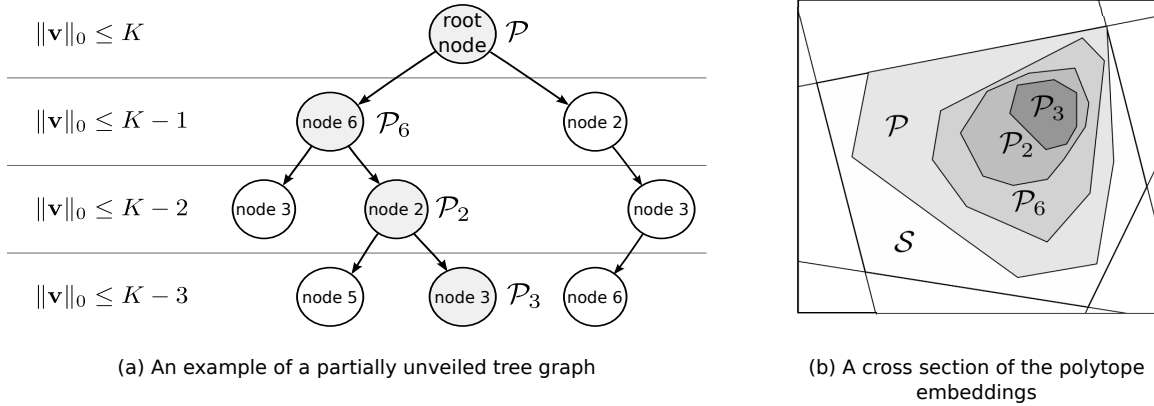 ‖v‖₀ ≤ K
root
node
𝒫
‖v‖₀ ≤ K − 1
node 6
𝒫₆
node 2
‖v‖₀ ≤ K − 2
node 3
node 2
𝒫₂
node 3
‖v‖₀ ≤ K − 3
node 5
node 3
𝒫₃
node 6
(a) An example of a partially unveiled tree graph
𝒫₃
𝒫
𝒫₂
𝒫₆
𝒮
(b) A cross section of the polytope
embeddings